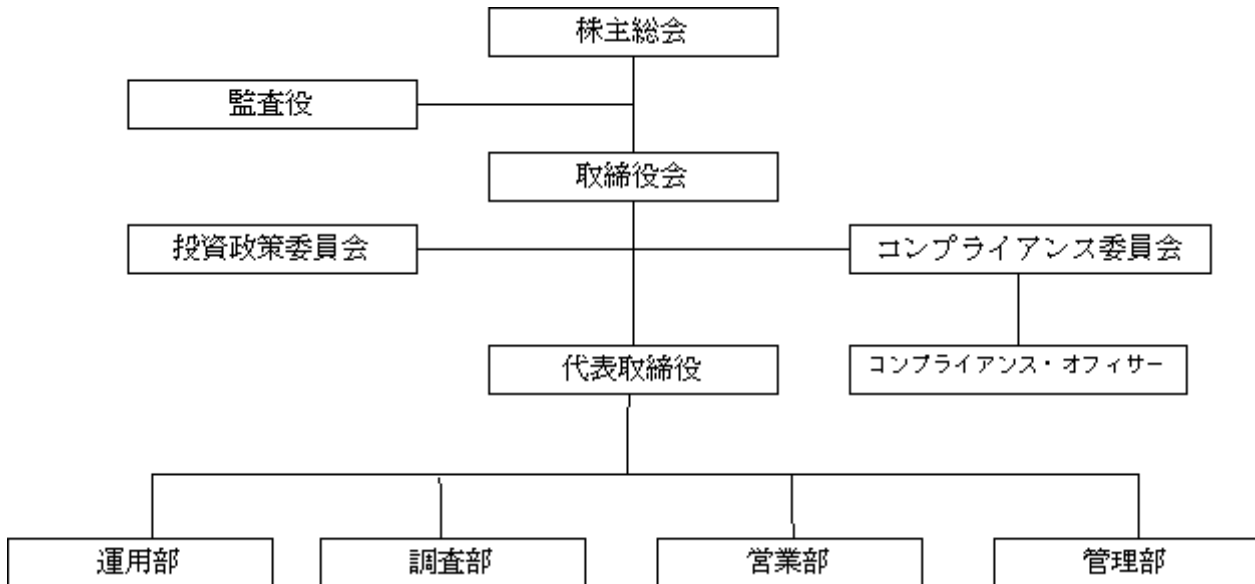 株主総会
監査役
取締役会
投資政策委員会
コンプライアンス委員会
代表取締役
コンプライアンス・オフィサー
運用部
調査部
営業部
管理部